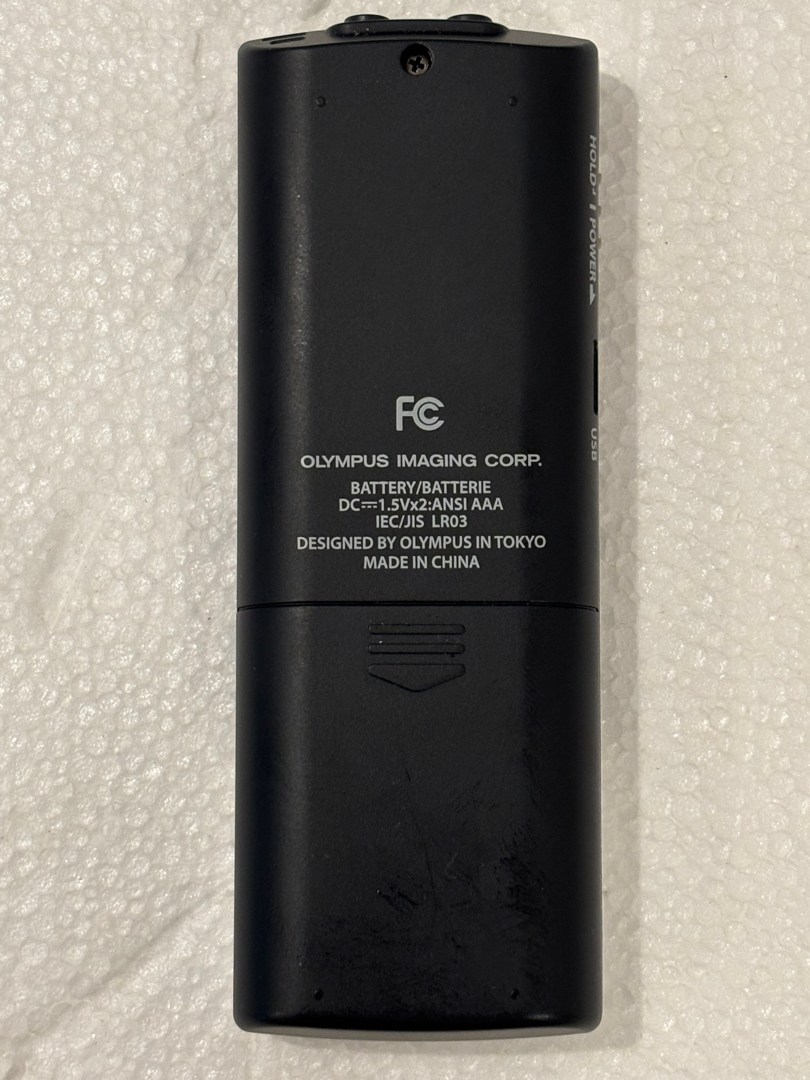 HOLD◂ | POWER▸
FC
USB
OLYMPUS IMAGING CORP.
BATTERY/BATTERIE
DC⎓1.5Vx2:ANSI AAA
IEC/JIS LR03
DESIGNED BY OLYMPUS IN TOKYO
MADE IN CHINA